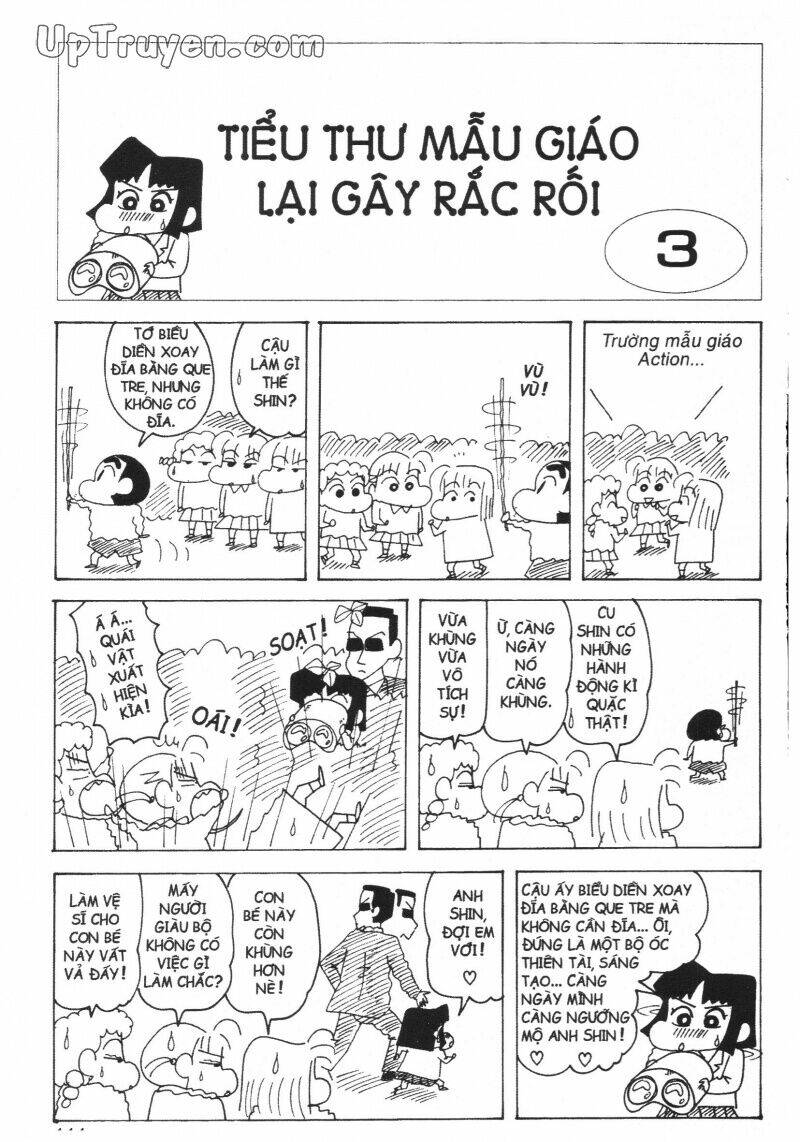 UpTruyen.com
TIỂU THƯ MẪU GIÁO
LẠI GÂY RẮC RỐI
3
Trường mẫu giáo
Action...
VÙ
VÙ!
CẬU
LÀM GÌ
THẾ
SHIN?
TỚ BIỂU
DIỄN XOAY
ĐĨA BẰNG QUE
TRE, NHƯNG
KHÔNG CÓ
ĐĨA.
CU
SHIN CÓ
NHỮNG
HÀNH
ĐỘNG KÌ
QUẶC
THẬT!
Ừ, CÀNG
NGÀY
NÓ
CÀNG
KHÙNG.
VỪA
KHÙNG
VỪA
VÔ
TÍCH
SỰ!
SOẠT!
OÁI!
Á Á...
QUÁI
VẬT
XUẤT
HIỆN
KÌA!
CẬU ẤY BIỂU DIỄN XOAY
ĐĨA BẰNG QUE TRE MÀ
KHÔNG CẦN ĐĨA... ÔI,
ĐÚNG LÀ MỘT BỘ ÓC
THIÊN TÀI, SÁNG
TẠO... CÀNG
NGÀY MÌNH
CÀNG NGƯỠNG
MỘ ANH SHIN!
ANH
SHIN,
ĐỢI EM
VỚI!
CON
BÉ NÀY
CÒN
KHÙNG
HƠN
NÈ!
MẤY
NGƯỜI
GIÀU BỘ
KHÔNG CÓ
VIỆC GÌ
LÀM CHẮC?
LÀM VỆ
SĨ CHO
CON BÉ
NÀY VẤT
VẢ ĐẤY!